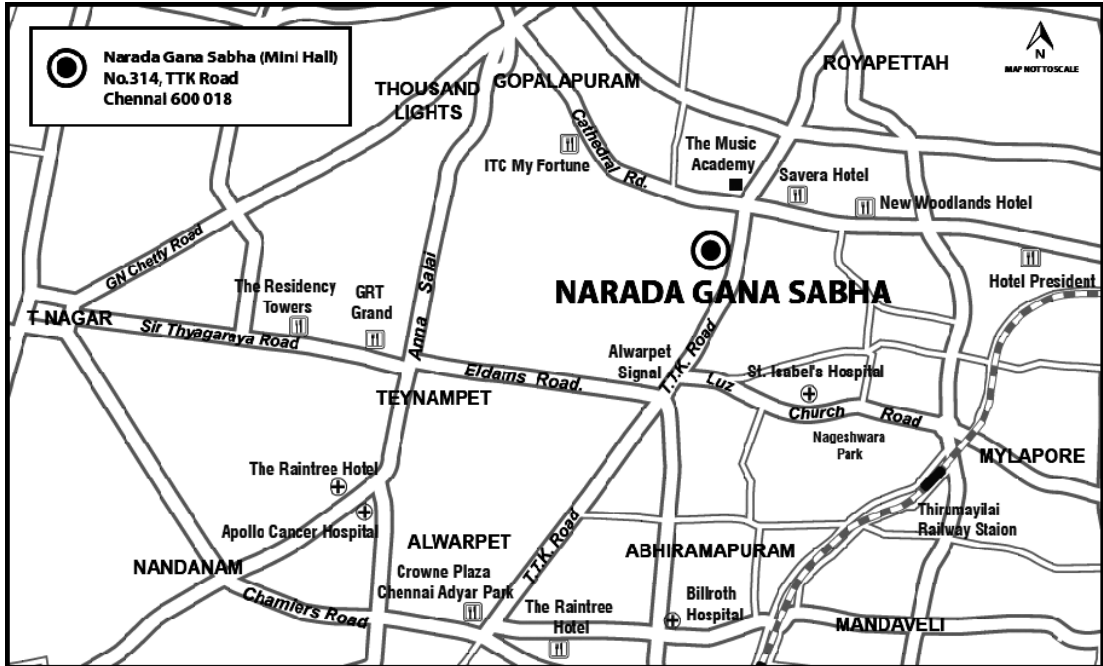 Narada Gana Sabha (Mini Hall)
No.314, TTK Road
Chennai 600 018
N
MAP NOT TO SCALE
THOUSAND
LIGHTS
GOPALAPURAM
ROYAPETTAH
Cathedral Rd.
ITC My Fortune
The Music
Academy
Savera Hotel
New Woodlands Hotel
Hotel President
GN Chetty Road
Anna Salai
NARADA GANA SABHA
The Residency
Towers
GRT
Grand
T NAGAR
Sir Thyagaraya Road
Eldams Road.
Alwarpet
Signal
T.T.K. Road
Luz Church Road
St. Isabel's Hospital
TEYNAMPET
Nageshwara
Park
MYLAPORE
The Raintree Hotel
Apollo Cancer Hospital
Thirumayilai
Railway Staion
ALWARPET
T.T.K. Road
ABHIRAMAPURAM
NANDANAM
Crowne Plaza
Chennai Adyar Park
Chamiers Road
The Raintree
Hotel
Billroth
Hospital
MANDAVELI